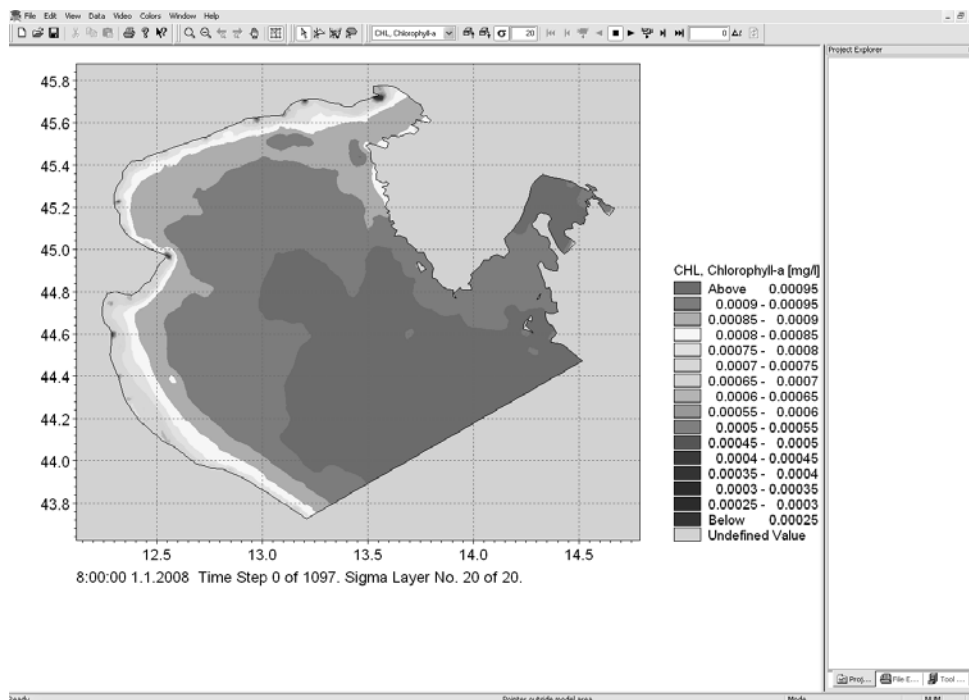 File Edit View Data Video Colors Window Help
CHL, Chlorophyll-a σ 20 0 Δt
Project Explorer
45.8
45.6
45.4
45.2
45.0
44.8
44.6
44.4
44.2
44.0
43.8
12.5 13.0 13.5 14.0 14.5
8:00:00 1.1.2008 Time Step 0 of 1097. Sigma Layer No. 20 of 20.
CHL, Chlorophyll-a [mg/l]
Above 0.00095
0.0009 - 0.00095
0.00085 - 0.0009
0.0008 - 0.00085
0.00075 - 0.0008
0.0007 - 0.00075
0.00065 - 0.0007
0.0006 - 0.00065
0.00055 - 0.0006
0.0005 - 0.00055
0.00045 - 0.0005
0.0004 - 0.00045
0.00035 - 0.0004
0.0003 - 0.00035
0.00025 - 0.0003
Below 0.00025
Undefined Value
Proj... File E... Tool ...
Ready Pointer outside model area Mode NUM